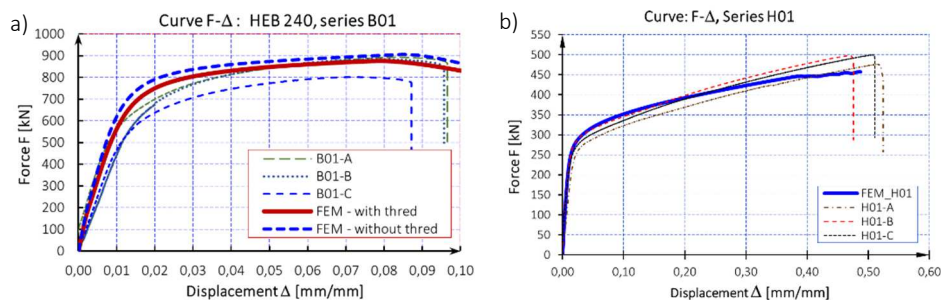 a)
Curve F-Δ : HEB 240, series B01
Force F [kN]
1000
900
800
700
600
500
400
300
200
100
0
B01-A
B01-B
B01-C
FEM - with thred
FEM - without thred
0,00 0,01 0,02 0,03 0,04 0,05 0,06 0,07 0,08 0,09 0,10
Displacement Δ [mm/mm]
b)
Curve: F-Δ, Series H01
Force F [kN]
550
500
450
400
350
300
250
200
150
100
50
0
FEM_H01
H01-A
H01-B
H01-C
0,00 0,10 0,20 0,30 0,40 0,50 0,60
Displacement Δ [mm/mm]